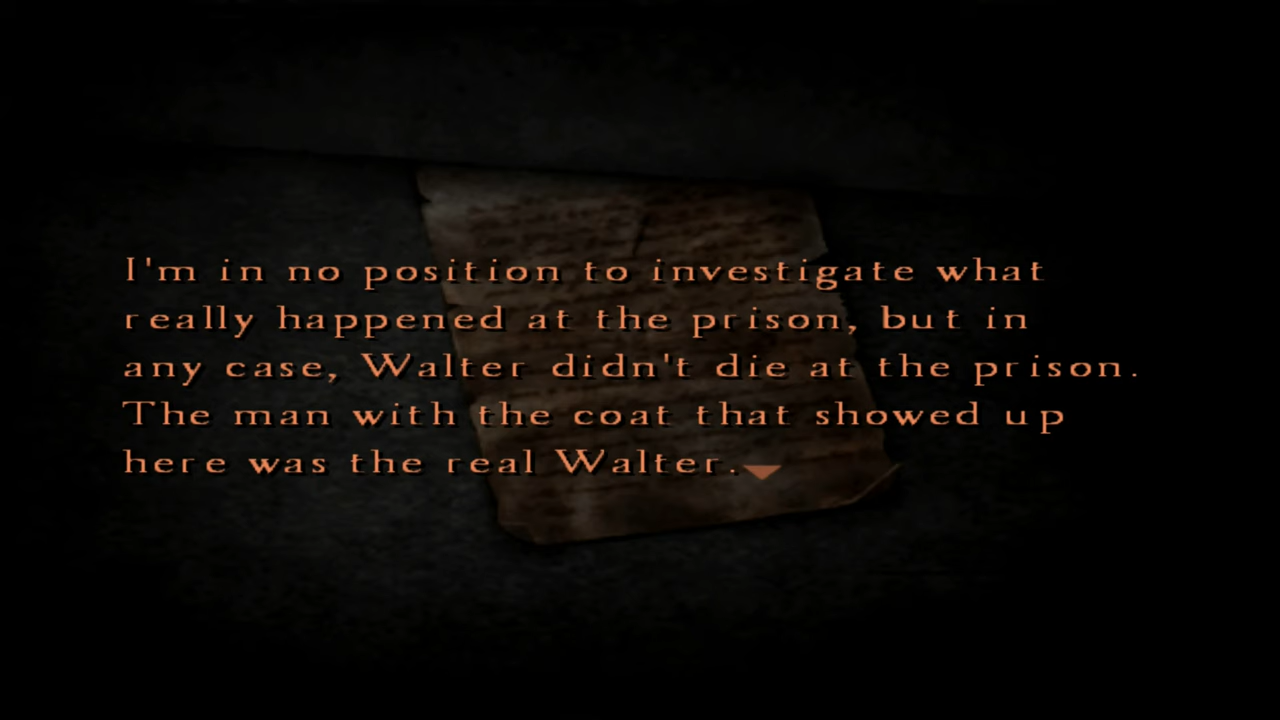 I'm in no position to investigate what
really happened at the prison, but in
any case, Walter didn't die at the prison.
The man with the coat that showed up
here was the real Walter.